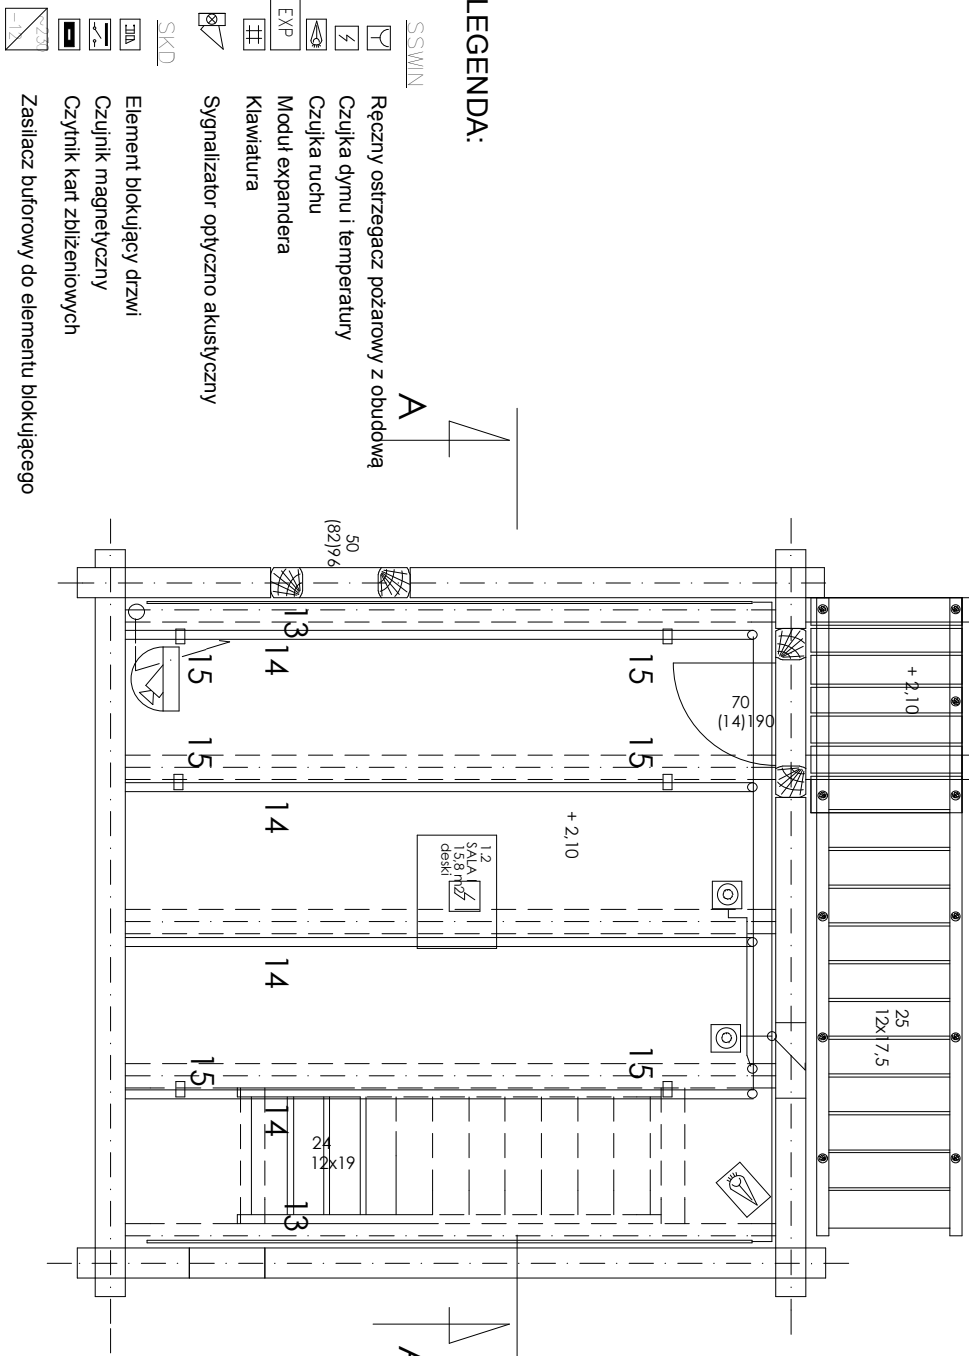 LEGENDA:
SSWIN
Ręczny ostrzegacz pożarowy z obudową
Czujka dymu i temperatury
Czujka ruchu
EXP
Moduł expandera
Klawiatura
Sygnalizator optyczno akustyczny
SKD
Element blokujący drzwi
Czujnik magnetyczny
Czytnik kart zbliżeniowych
Zasilacz buforowy do elementu blokującego
A
A
50
(82)96
13
14
15
15
15
15
14
14
15
15
14
13
70
(14)190
+ 2,10
+ 2,10
1.2
SALA
15,8 m2
deski
25
12x17,5
24
12x19